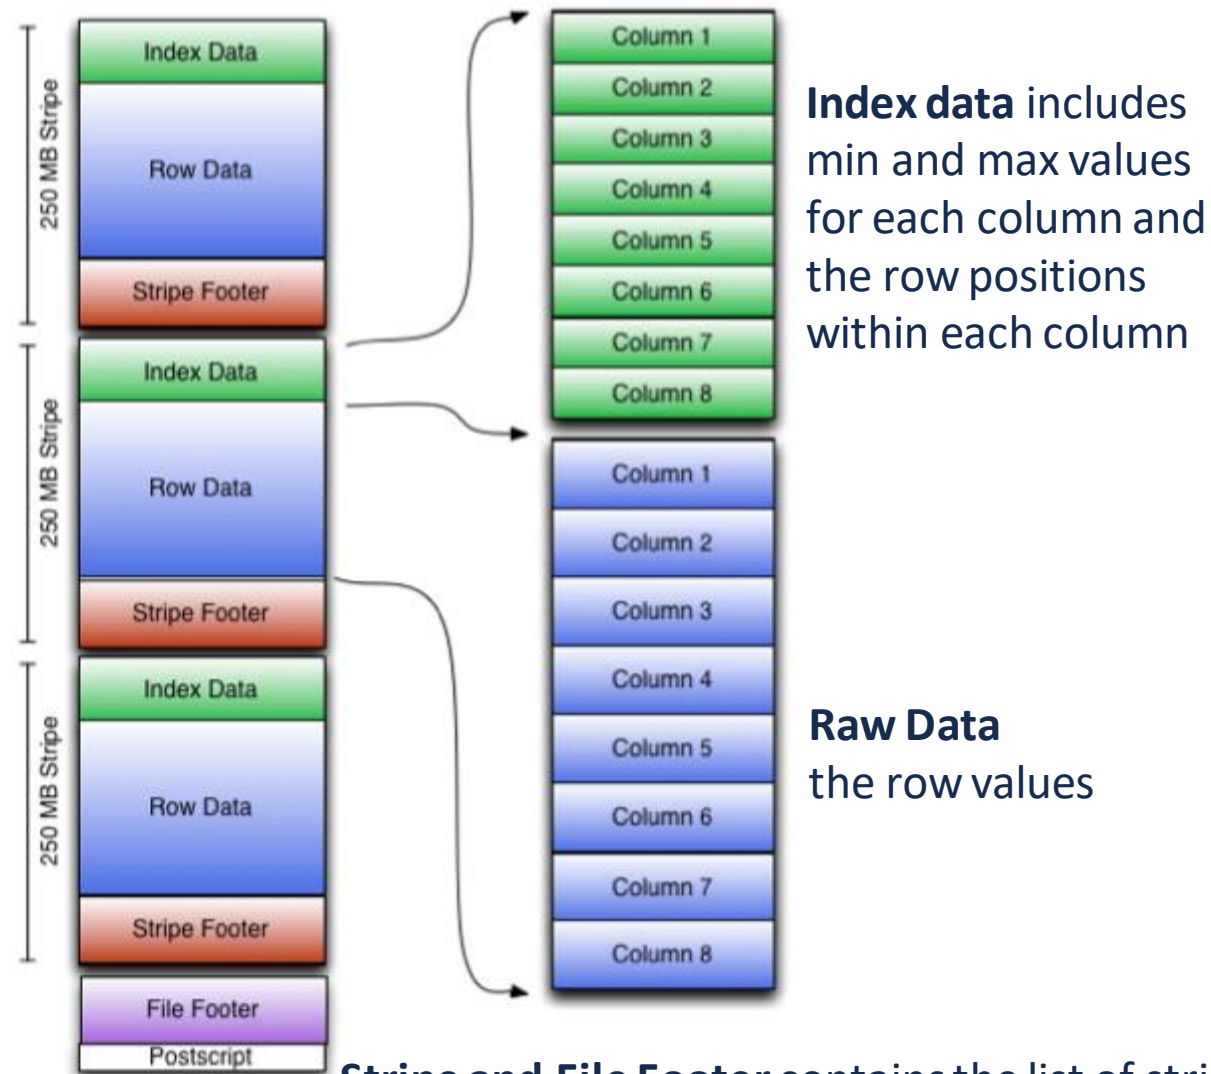 250 MB Stripe
Index Data
Row Data
Stripe Footer
250 MB Stripe
Index Data
Row Data
Stripe Footer
250 MB Stripe
Index Data
Row Data
Stripe Footer
File Footer
Postscript
Column 1
Column 2
Column 3
Column 4
Column 5
Column 6
Column 7
Column 8
Column 1
Column 2
Column 3
Column 4
Column 5
Column 6
Column 7
Column 8
Index data includes
min and max values
for each column and
the row positions
within each column
Raw Data
the row values
Stripe and File Footer contains the list of